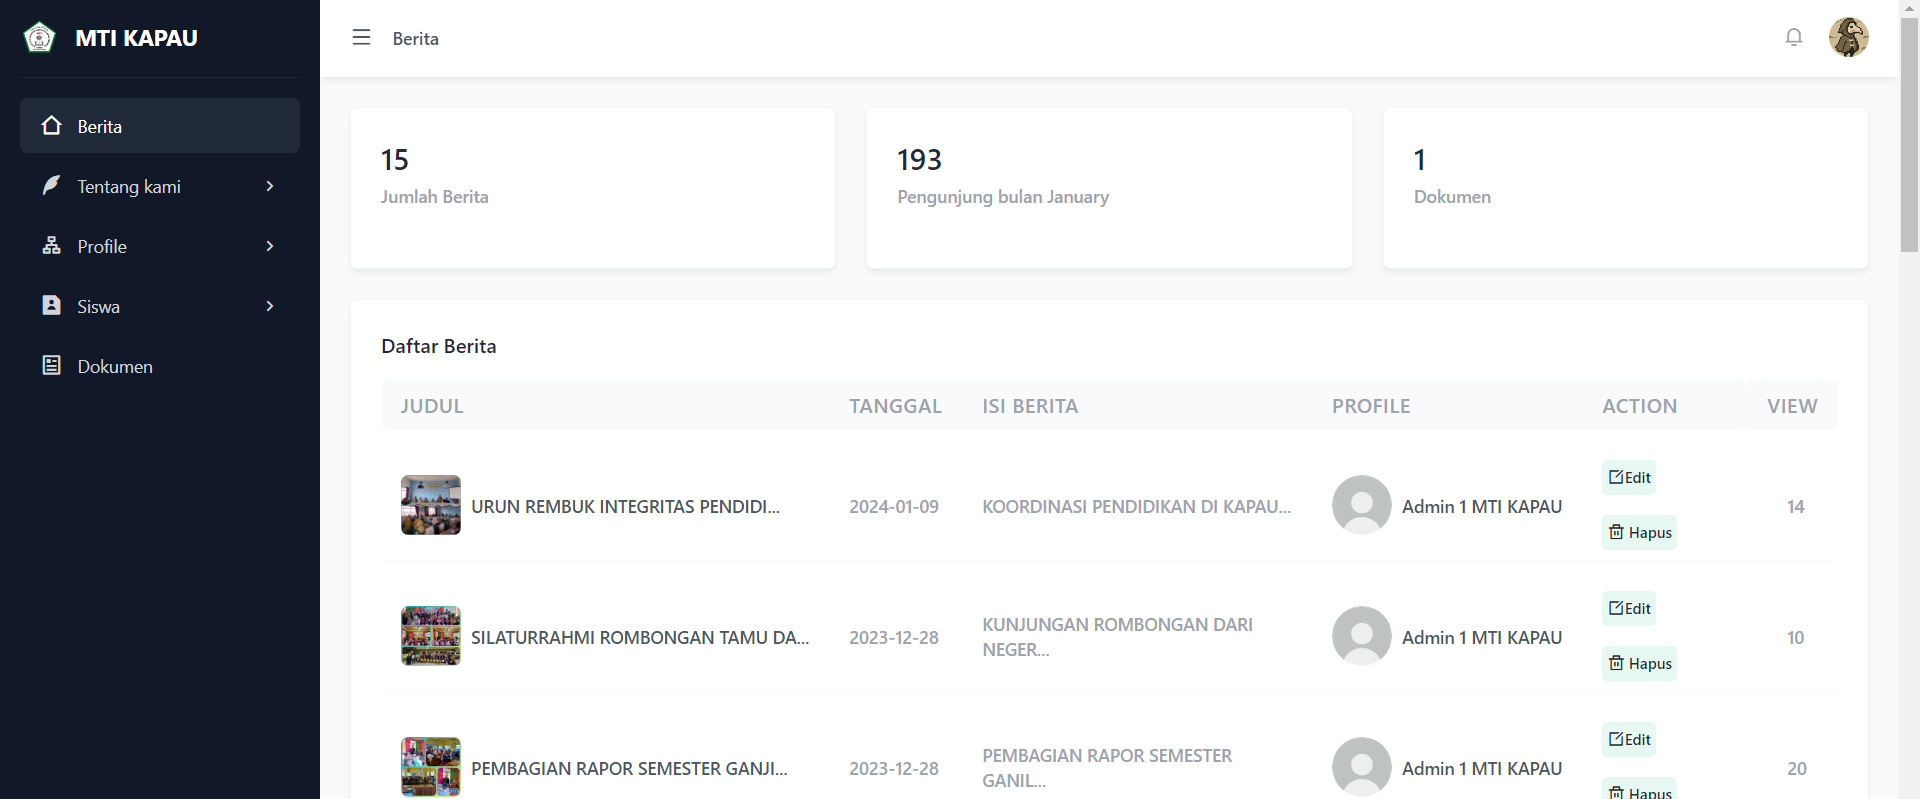 MTI KAPAU
Berita
Tentang kami
Profile
Siswa
Dokumen
Berita
15
Jumlah Berita
193
Pengunjung bulan January
1
Dokumen
Daftar Berita
JUDUL TANGGAL ISI BERITA PROFILE ACTION VIEW
URUN REMBUK INTEGRITAS PENDIDI... 2024-01-09 KOORDINASI PENDIDIKAN DI KAPAU... Admin 1 MTI KAPAU Edit 14
Hapus
SILATURRAHMI ROMBONGAN TAMU DA... 2023-12-28 KUNJUNGAN ROMBONGAN DARI
NEGER... Admin 1 MTI KAPAU Edit 10
Hapus
PEMBAGIAN RAPOR SEMESTER GANJI... 2023-12-28 PEMBAGIAN RAPOR SEMESTER
GANIL... Admin 1 MTI KAPAU Edit 20
Hapus